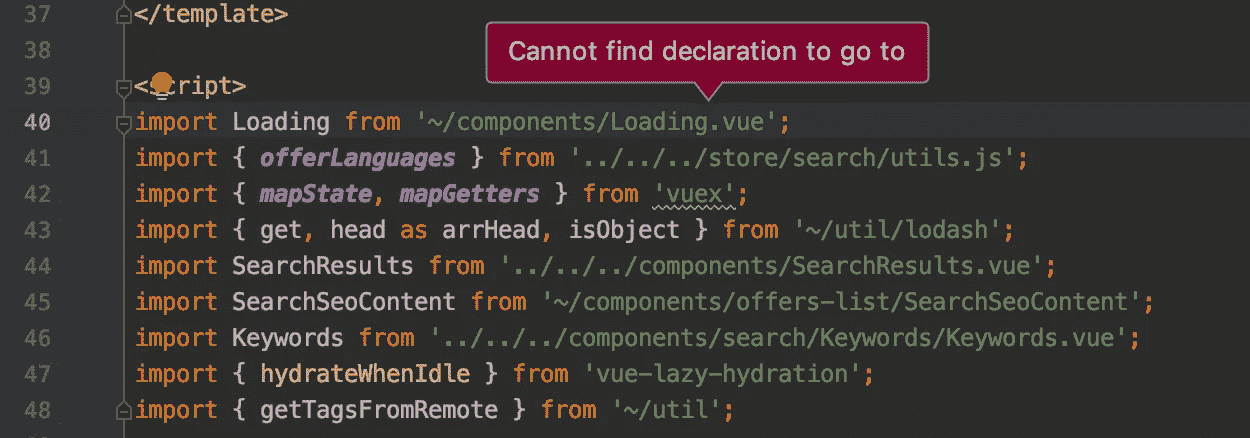 37 </template>
38
Cannot find declaration to go to
39 <script>
40 import Loading from '~/components/Loading.vue';
41 import { offerLanguages } from '../../../store/search/utils.js';
42 import { mapState, mapGetters } from 'vuex';
43 import { get, head as arrHead, isObject } from '~/util/lodash';
44 import SearchResults from '../../../components/SearchResults.vue';
45 import SearchSeoContent from '~/components/offers-list/SearchSeoContent';
46 import Keywords from '../../../components/search/Keywords/Keywords.vue';
47 import { hydrateWhenIdle } from 'vue-lazy-hydration';
48 import { getTagsFromRemote } from '~/util';